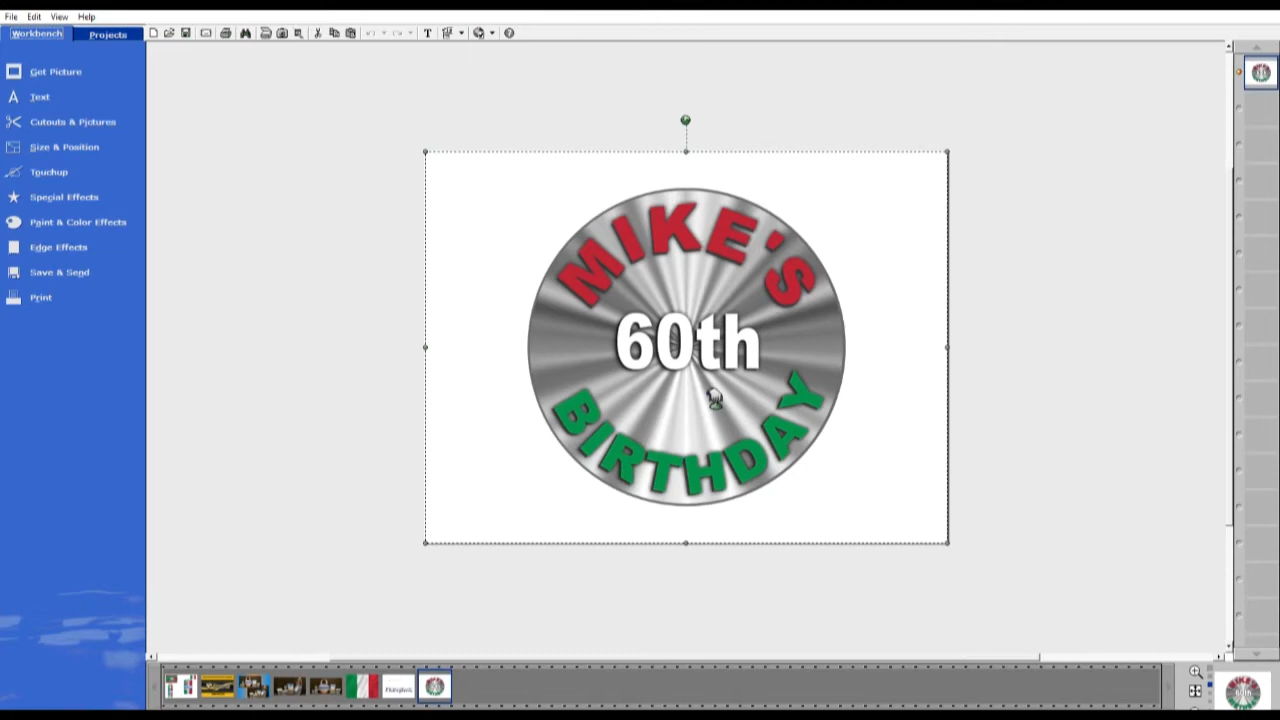 File Edit View Help
Workbench Projects
Get Picture
Text
Cutouts & Pictures
Size & Position
Touchup
Special Effects
Paint & Color Effects
Edge Effects
Save & Send
Print
MIKE'S
60th
BIRTHDAY